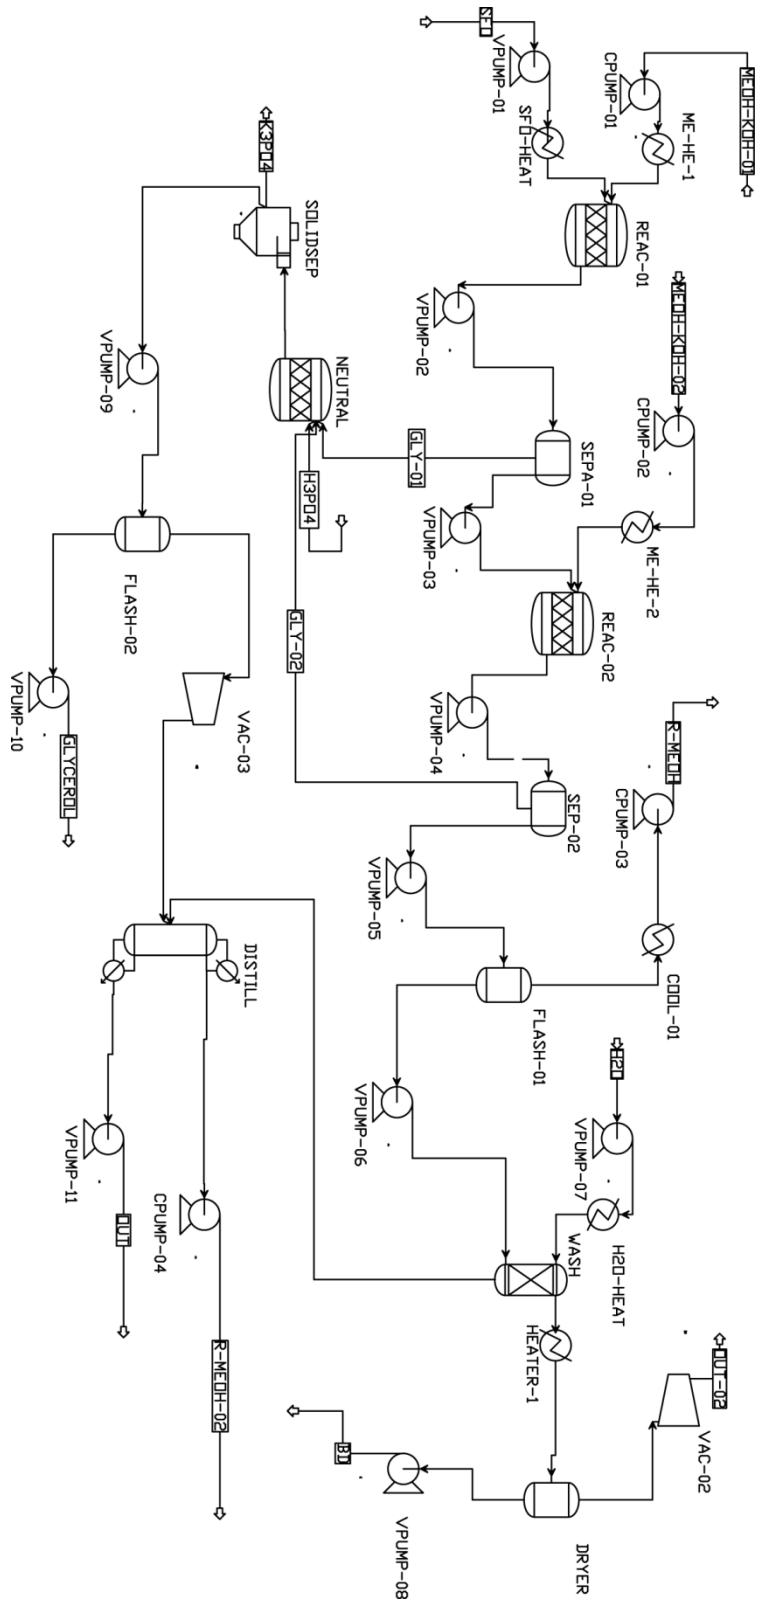 MEOH-KOH-01
CPUMP-01
ME-HE-1
SFO
VPUMP-01
SFO-HEAT
REAC-01
VPUMP-02
MEOH-KOH-02
CPUMP-02
ME-HE-2
SEPA-01
VPUMP-03
REAC-02
VPUMP-04
SEP-02
VPUMP-05
R-MEOH
CPUMP-03
COOL-01
FLASH-01
VPUMP-06
H2O
VPUMP-07
H2O-HEAT
WASH
HEATER-1
OUT-02
VAC-02
DRYER
BD
VPUMP-08
K3PO4
SOLIDSEP
NEUTRAL
GLY-01
H3PO4
GLY-02
VPUMP-09
FLASH-02
VPUMP-10
GLYCEROL
VAC-03
DISTILL
VPUMP-11
OUT
CPUMP-04
R-MEOH-02